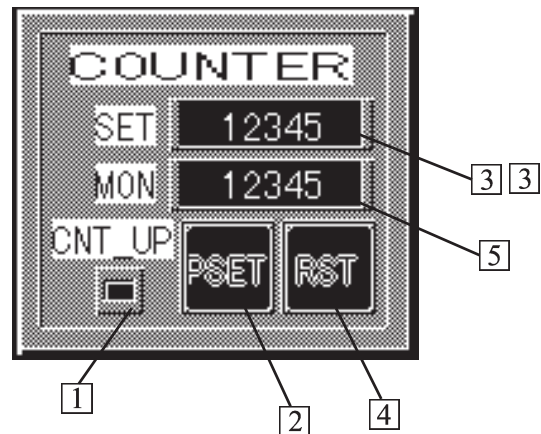 COUNTER
SET 12345
3 3
MON 12345
5
CNT_UP
PSET RST
1
2
4